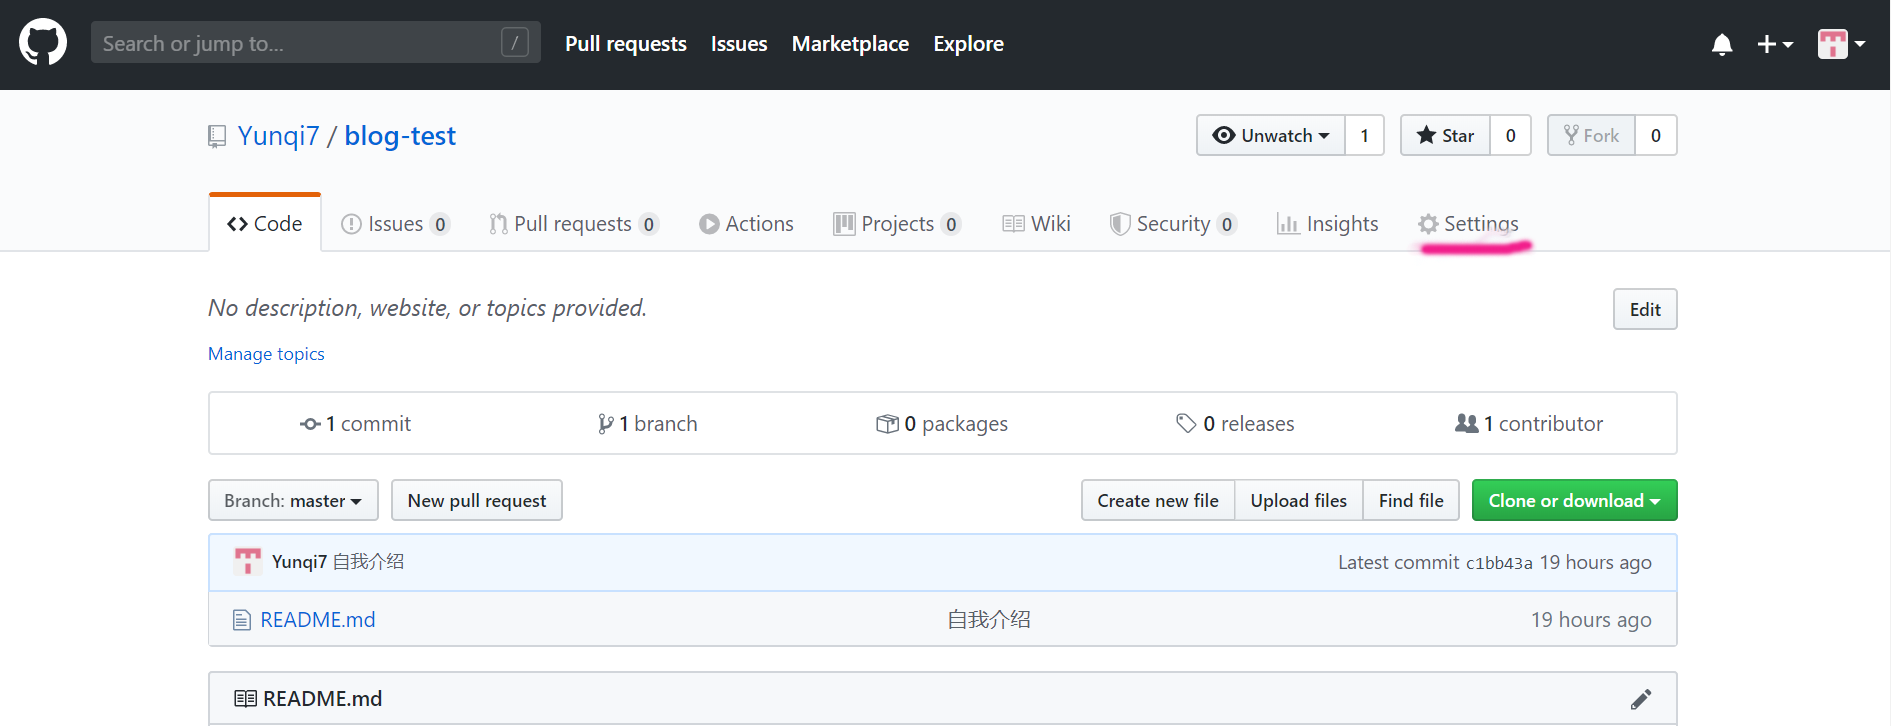 Search or jump to... / Pull requests Issues Marketplace Explore
Yunqi7 / blog-test Unwatch 1 Star 0 Fork 0
Code Issues 0 Pull requests 0 Actions Projects 0 Wiki Security 0 Insights Settings
No description, website, or topics provided. Edit
Manage topics
1 commit 1 branch 0 packages 0 releases 1 contributor
Branch: master New pull request Create new file Upload files Find file Clone or download
Yunqi7 自我介绍 Latest commit c1bb43a 19 hours ago
README.md 自我介绍 19 hours ago
README.md